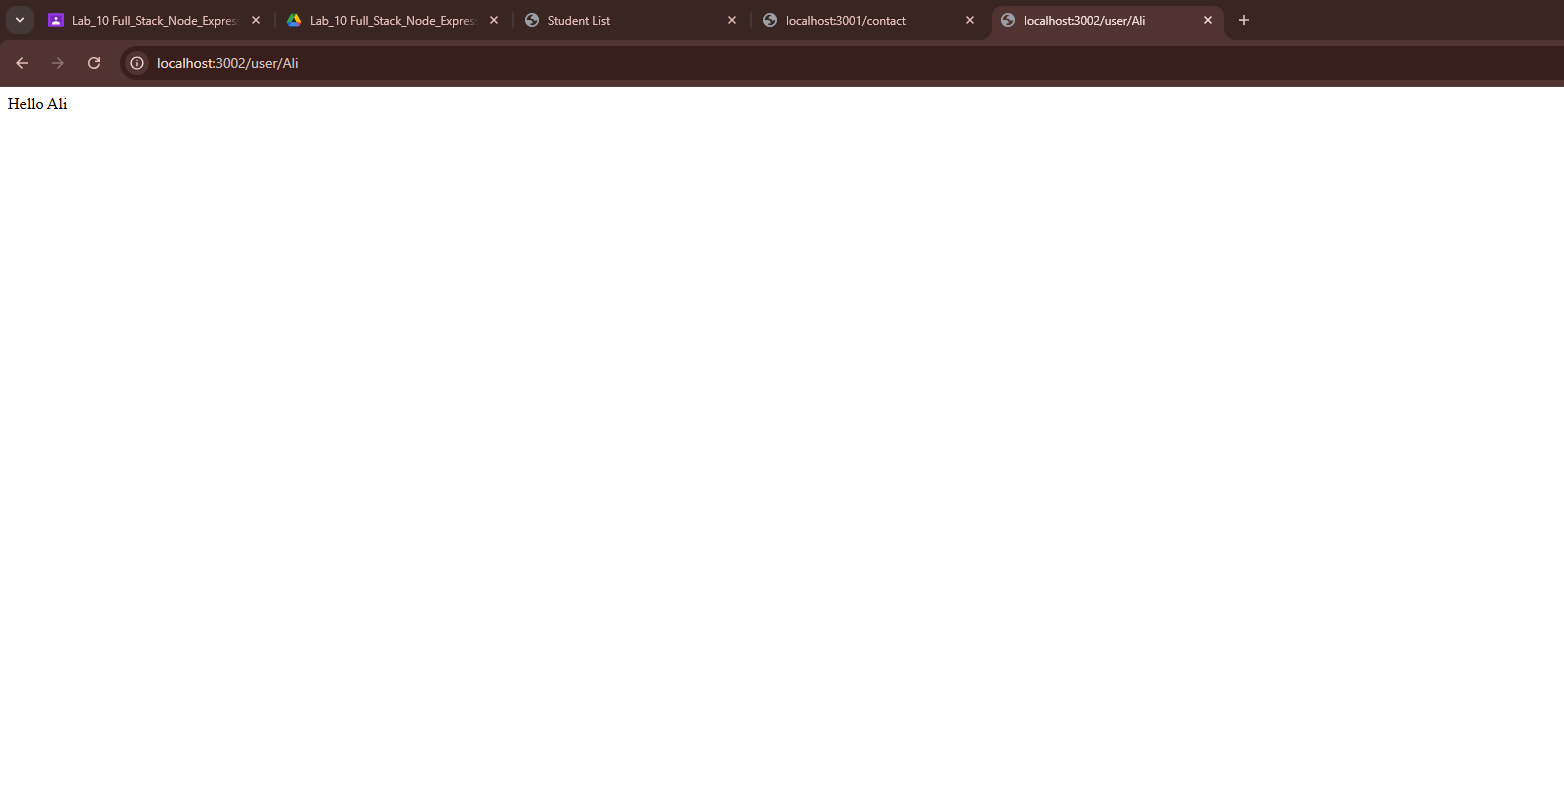 Lab_10 Full_Stack_Node_Expres
Lab_10 Full_Stack_Node_Expres
Student List
localhost:3001/contact
localhost:3002/user/Ali
localhost:3002/user/Ali
Hello Ali